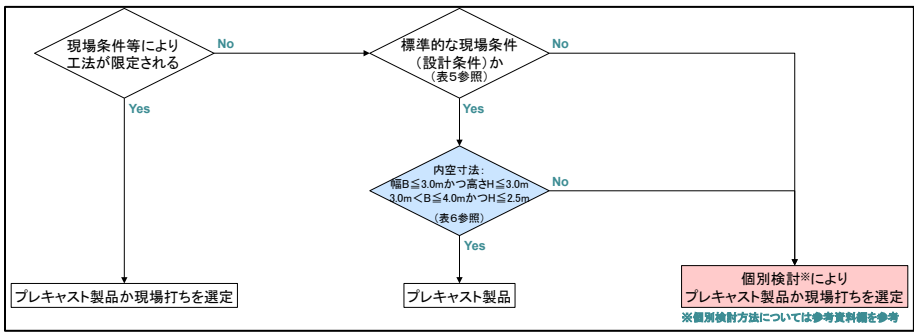 現場条件等により
工法が限定される
No
標準的な現場条件
(設計条件)か
(表5参照)
No
Yes
Yes
内空寸法:
幅B≦3.0mかつ高さH≦3.0m
3.0m<B≦4.0mかつH≦2.5m
(表6参照)
No
Yes
プレキャスト製品か現場打ちを選定
プレキャスト製品
個別検討※により
プレキャスト製品か現場打ちを選定
※個別検討方法については参考資料欄を参考